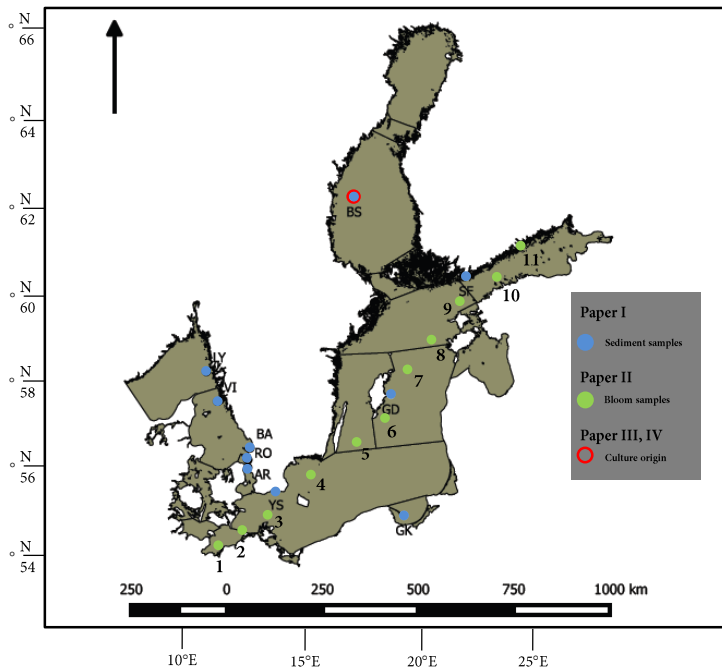 N
° 66
N
° 64
N
° 62
N
° 60
N
° 58
N
° 56
N
° 54
BS
11
SF
10
9
8
7
GD
6
5
4
LY
VI
BA
RO
AR
YS
3
2
1
GK
Paper I
Sediment samples
Paper II
Bloom samples
Paper III, IV
Culture origin
250 0 250 500 750 1000 km
10°E 15°E 20°E 25°E